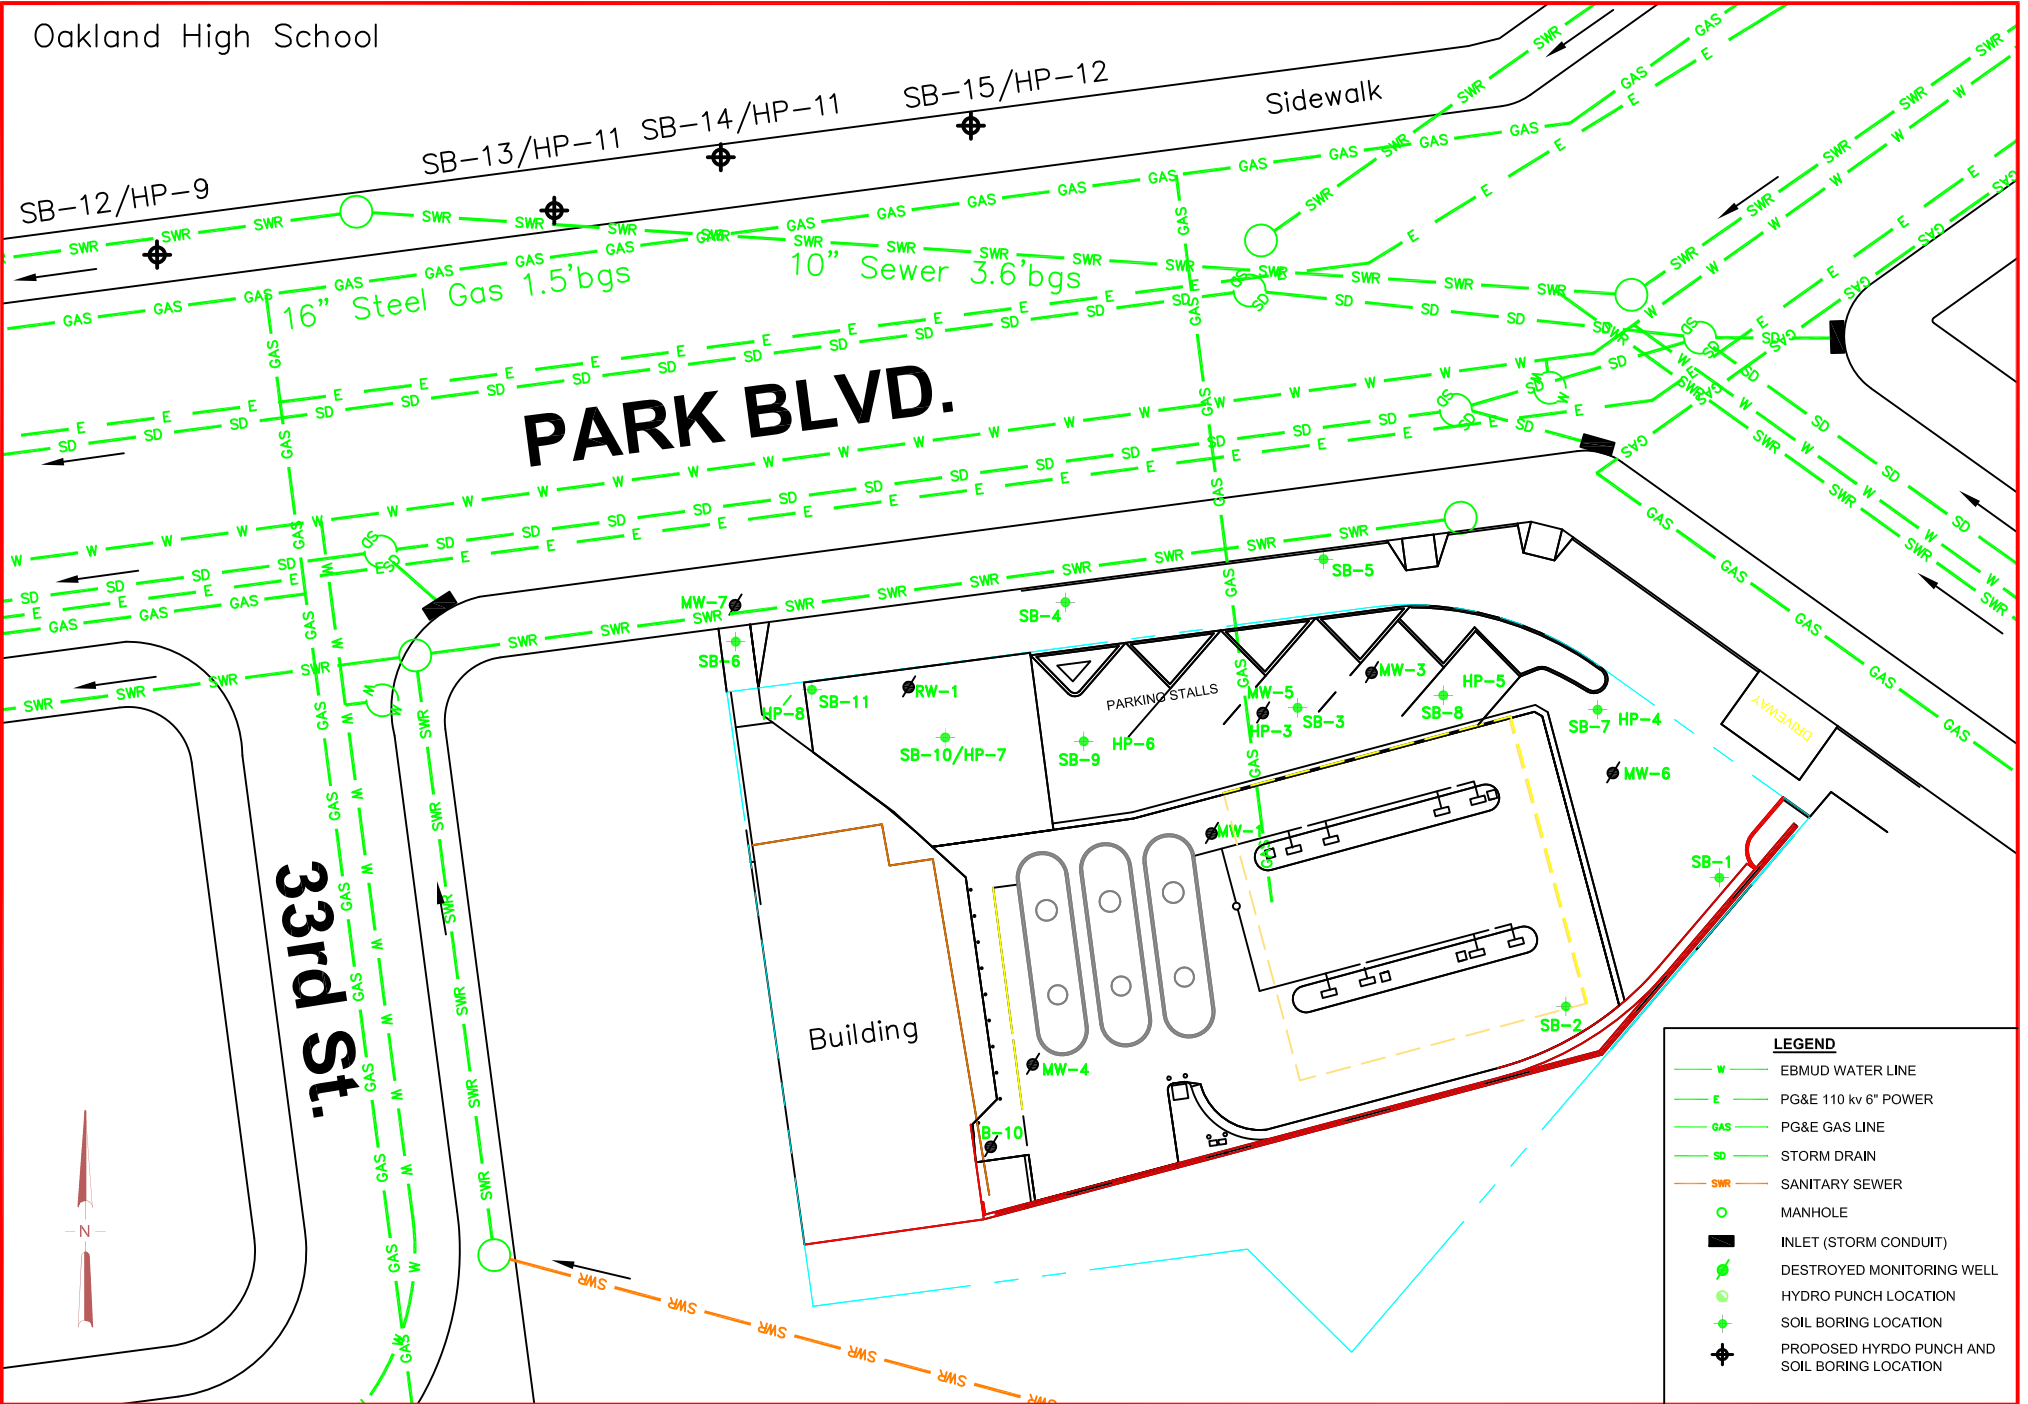 Oakland High School
SB-15/HP-12
SB-14/HP-11
SB-13/HP-11
SB-12/HP-9
Sidewalk
16" Steel Gas 1.5'bgs
10" Sewer 3.6'bgs
PARK BLVD.
33rd St.
SWR
GAS
E
SD
W
MW-7
SB-6
SB-4
SB-5
HP-8
SB-11
RW-1
SB-10/HP-7
PARKING STALLS
SB-9
HP-6
MW-5
HP-3
SB-3
MW-3
HP-5
SB-8
SB-7
HP-4
MW-6
DRIVEWAY
MW-1
SB-1
SB-2
Building
MW-4
B-10
N
LEGEND
W EBMUD WATER LINE
E PG&E 110 kv 6" POWER
GAS PG&E GAS LINE
SD STORM DRAIN
SWR SANITARY SEWER
MANHOLE
INLET (STORM CONDUIT)
DESTROYED MONITORING WELL
HYDRO PUNCH LOCATION
SOIL BORING LOCATION
PROPOSED HYRDO PUNCH AND
SOIL BORING LOCATION